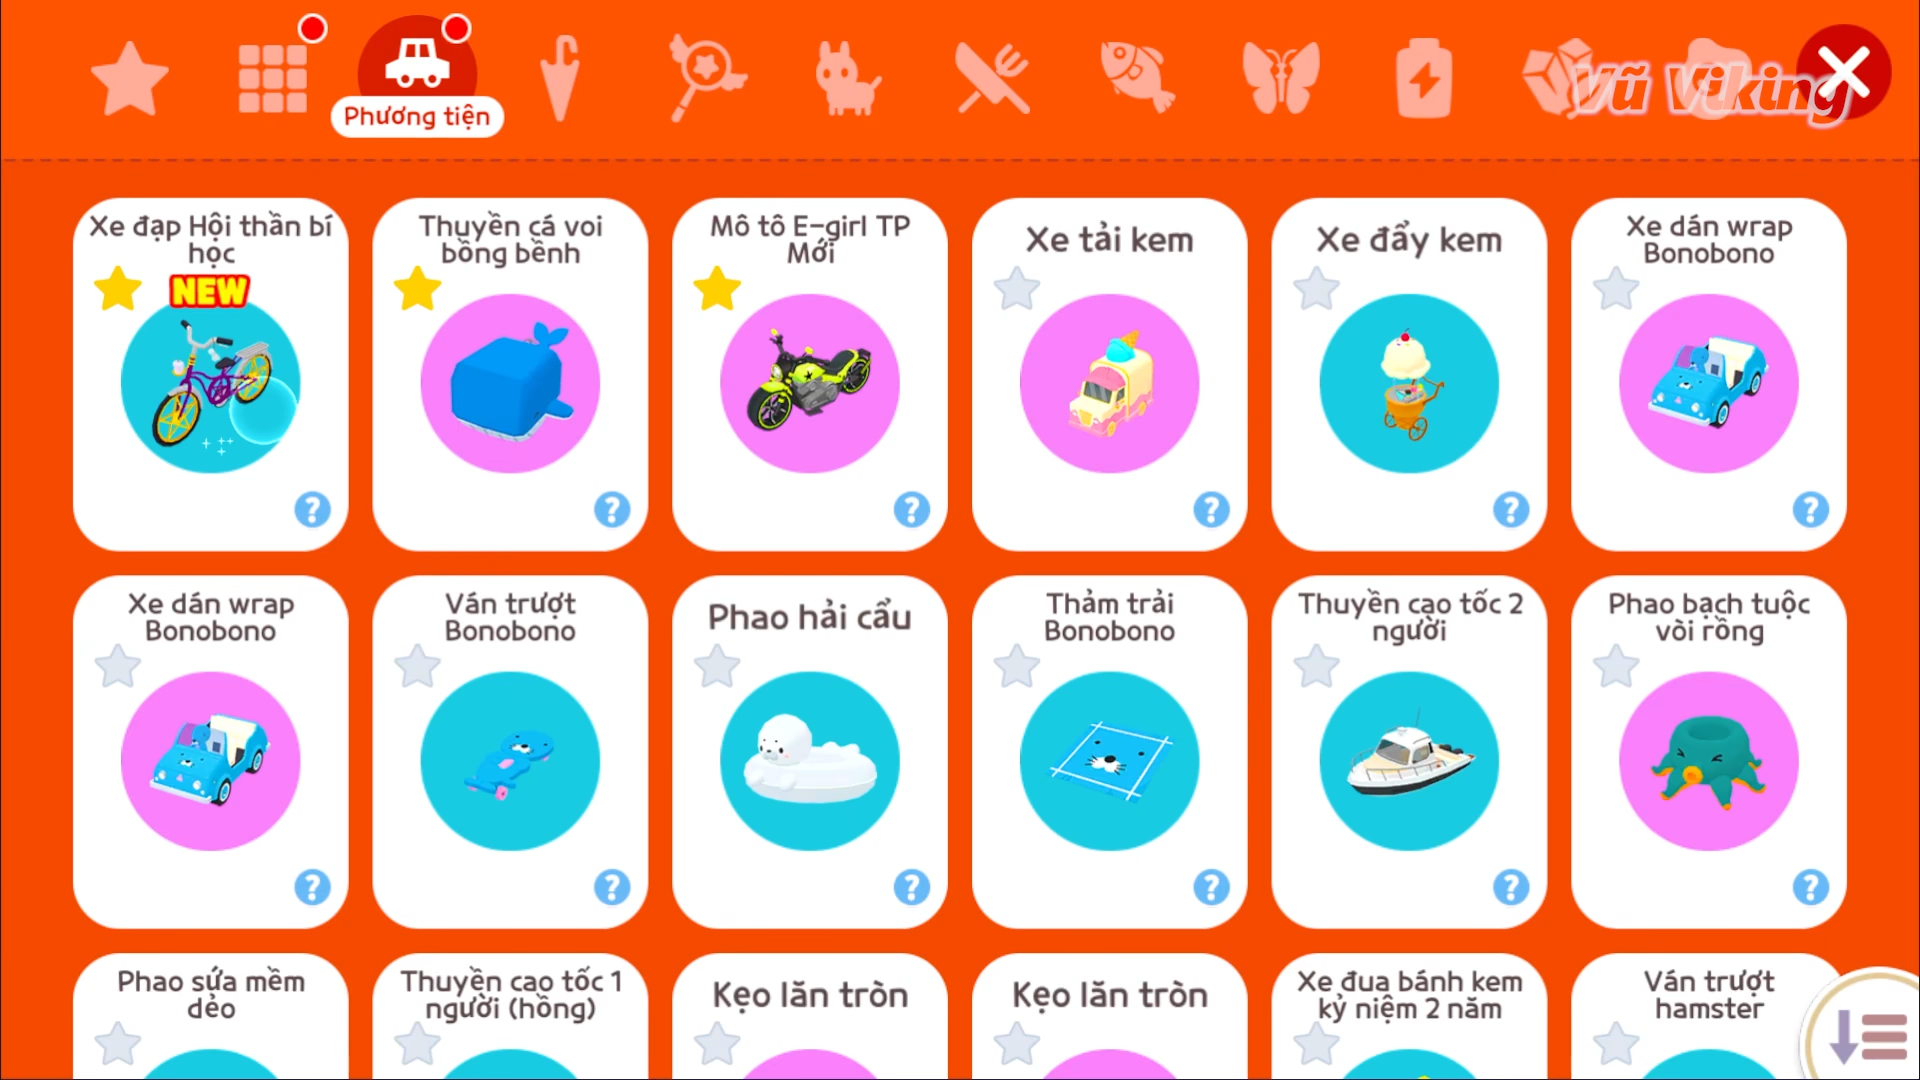 Vũ Viking
Phương tiện
Xe đạp Hội thần bí
học
NEW
Thuyền cá voi
bồng bềnh
Mô tô E-girl TP
Mới
Xe tải kem
Xe đẩy kem
Xe dán wrap
Bonobono
Xe dán wrap
Bonobono
Ván trượt
Bonobono
Phao hải cẩu
Thảm trải
Bonobono
Thuyền cao tốc 2
người
Phao bạch tuộc
vòi rồng
Phao sứa mềm
dẻo
Thuyền cao tốc 1
người (hồng)
Kẹo lăn tròn
Kẹo lăn tròn
Xe đua bánh kem
kỷ niệm 2 năm
Ván trượt
hamster